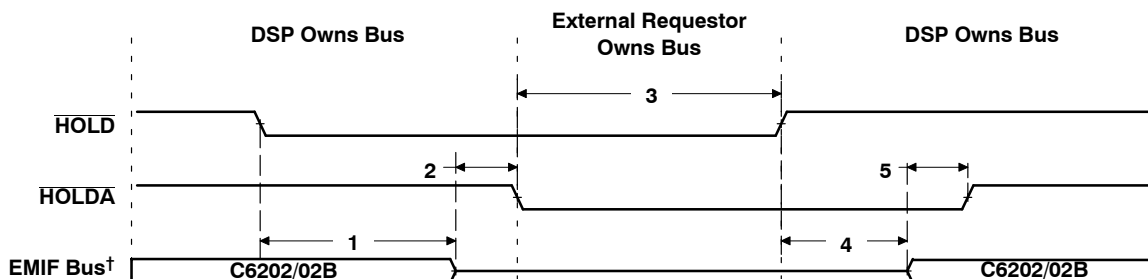 DSP Owns Bus
External Requestor
Owns Bus
DSP Owns Bus
3
HOLD
2
5
HOLDA
1
4
EMIF Bus†
C6202/02B
C6202/02B